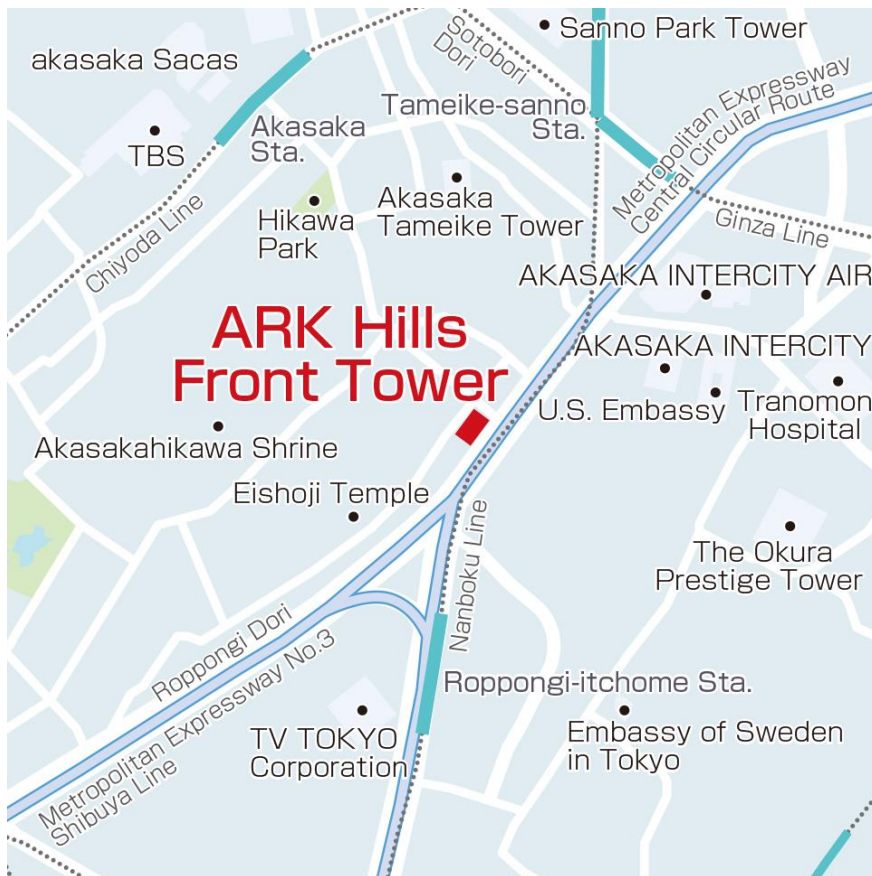 Sanno Park Tower
Sotobori
Dori
akasaka Sacas
Metropolitan Expressway
Central Circular Route
Tameike-sanno
Sta.
Akasaka
Sta.
TBS
Akasaka
Tameike Tower
Hikawa
Park
Chiyoda Line
Ginza Line
AKASAKA INTERCITY AIR
ARK Hills
Front Tower
AKASAKA INTERCITY
U.S. Embassy
Tranomon
Hospital
Akasakahikawa Shrine
Eishoji Temple
Nanboku Line
The Okura
Prestige Tower
Roppongi Dori
Metropolitan Expressway No.3
Shibuya Line
Roppongi-itchome Sta.
TV TOKYO
Corporation
Embassy of Sweden
in Tokyo